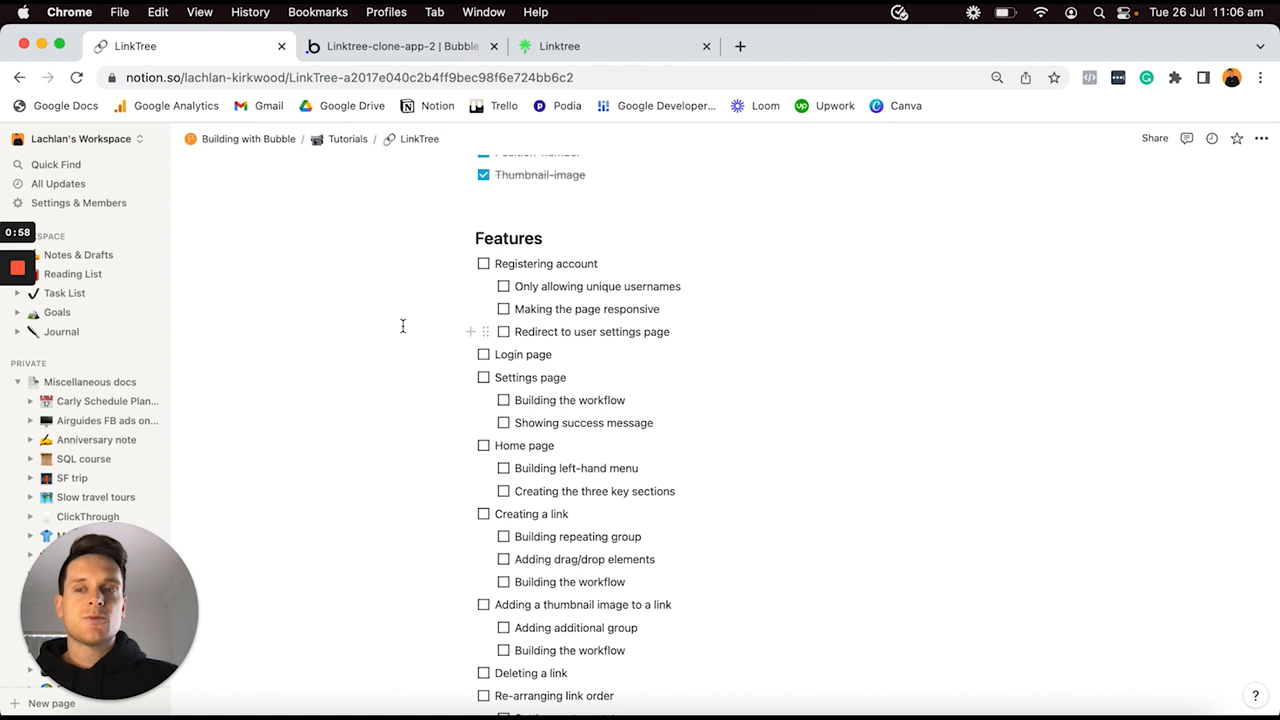 Chrome File Edit View History Bookmarks Profiles Tab Window Help Tue 26 Jul 11:06 am
LinkTree Linktree-clone-app-2 | Bubble Linktree
notion.so/lachlan-kirkwood/LinkTree-a2017e040c2b4ff9bec98f6e724bb6c2
Google Docs Google Analytics Gmail Google Drive Notion Trello Podia Google Developer... Loom Upwork Canva
Lachlan's Workspace
Building with Bubble / Tutorials / LinkTree
Share
Quick Find
All Updates
Settings & Members
0:58
Notes & Drafts
Reading List
Task List
Goals
Journal
PRIVATE
Miscellaneous docs
Carly Schedule Plan...
Airguides FB ads on...
Anniversary note
SQL course
SF trip
Slow travel tours
ClickThrough
New page
Thumbnail-image
Features
Registering account
Only allowing unique usernames
Making the page responsive
Redirect to user settings page
Login page
Settings page
Building the workflow
Showing success message
Home page
Building left-hand menu
Creating the three key sections
Creating a link
Building repeating group
Adding drag/drop elements
Building the workflow
Adding a thumbnail image to a link
Adding additional group
Building the workflow
Deleting a link
Re-arranging link order
?